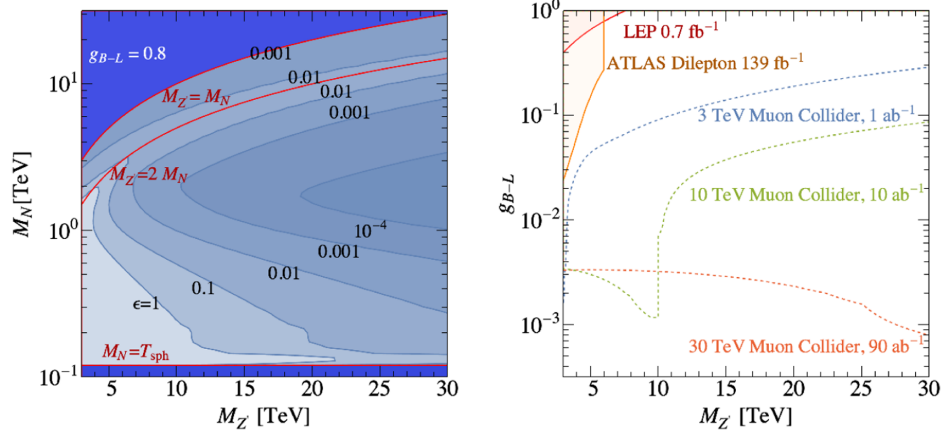 g_{B-L} = 0.8
0.001
0.01
0.01
0.001
M_{Z'} = M_N
M_{Z'} = 2 M_N
10^{-4}
0.001
0.01
0.1
ϵ=1
M_N=T_{sph}
10^1
10^0
10^{-1}
M_N [TeV]
5 10 15 20 25 30
M_{Z'} [TeV]
LEP 0.7 fb^{-1}
ATLAS Dilepton 139 fb^{-1}
3 TeV Muon Collider, 1 ab^{-1}
10 TeV Muon Collider, 10 ab^{-1}
30 TeV Muon Collider, 90 ab^{-1}
10^0
10^{-1}
10^{-2}
10^{-3}
g_{B-L}
5 10 15 20 25 30
M_{Z'} [TeV]